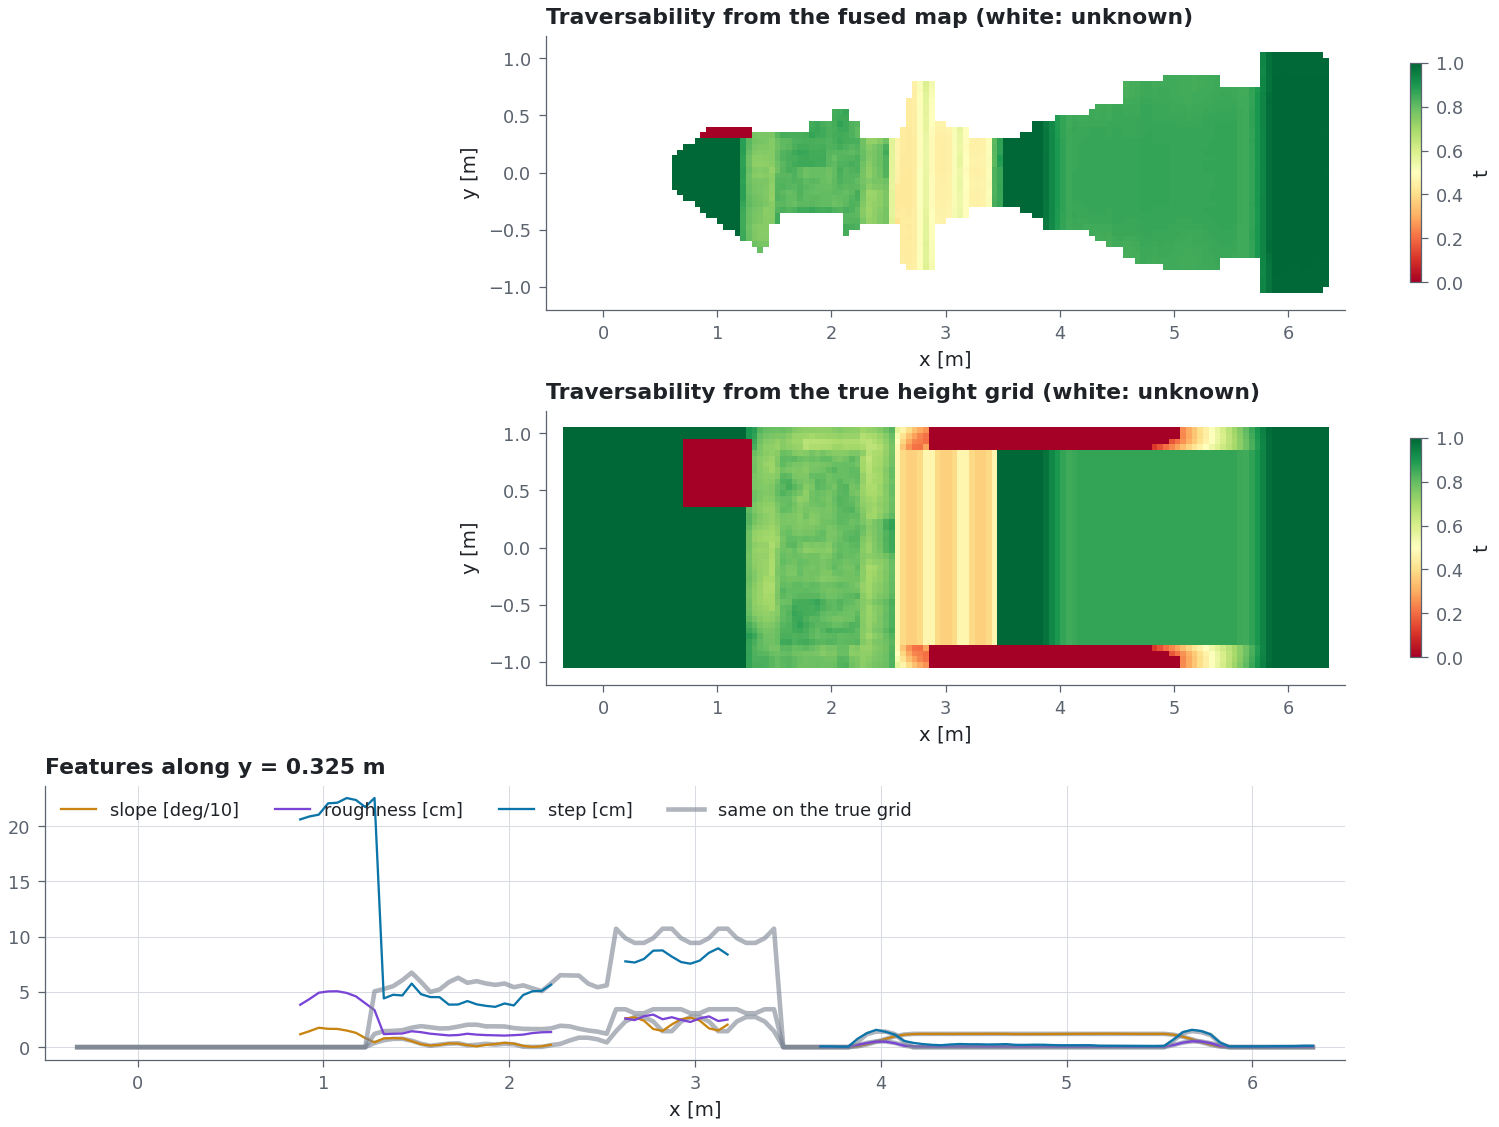 Traversability from the fused map (white: unknown)
1.0
0.5
0.0
−0.5
−1.0
y [m]
0 1 2 3 4 5 6
x [m]
1.0
0.8
0.6
0.4
0.2
0.0
t
Traversability from the true height grid (white: unknown)
1.0
0.5
0.0
−0.5
−1.0
y [m]
0 1 2 3 4 5 6
x [m]
1.0
0.8
0.6
0.4
0.2
0.0
t
Features along y = 0.325 m
slope [deg/10] roughness [cm] step [cm] same on the true grid
20
15
10
5
0
0 1 2 3 4 5 6
x [m]